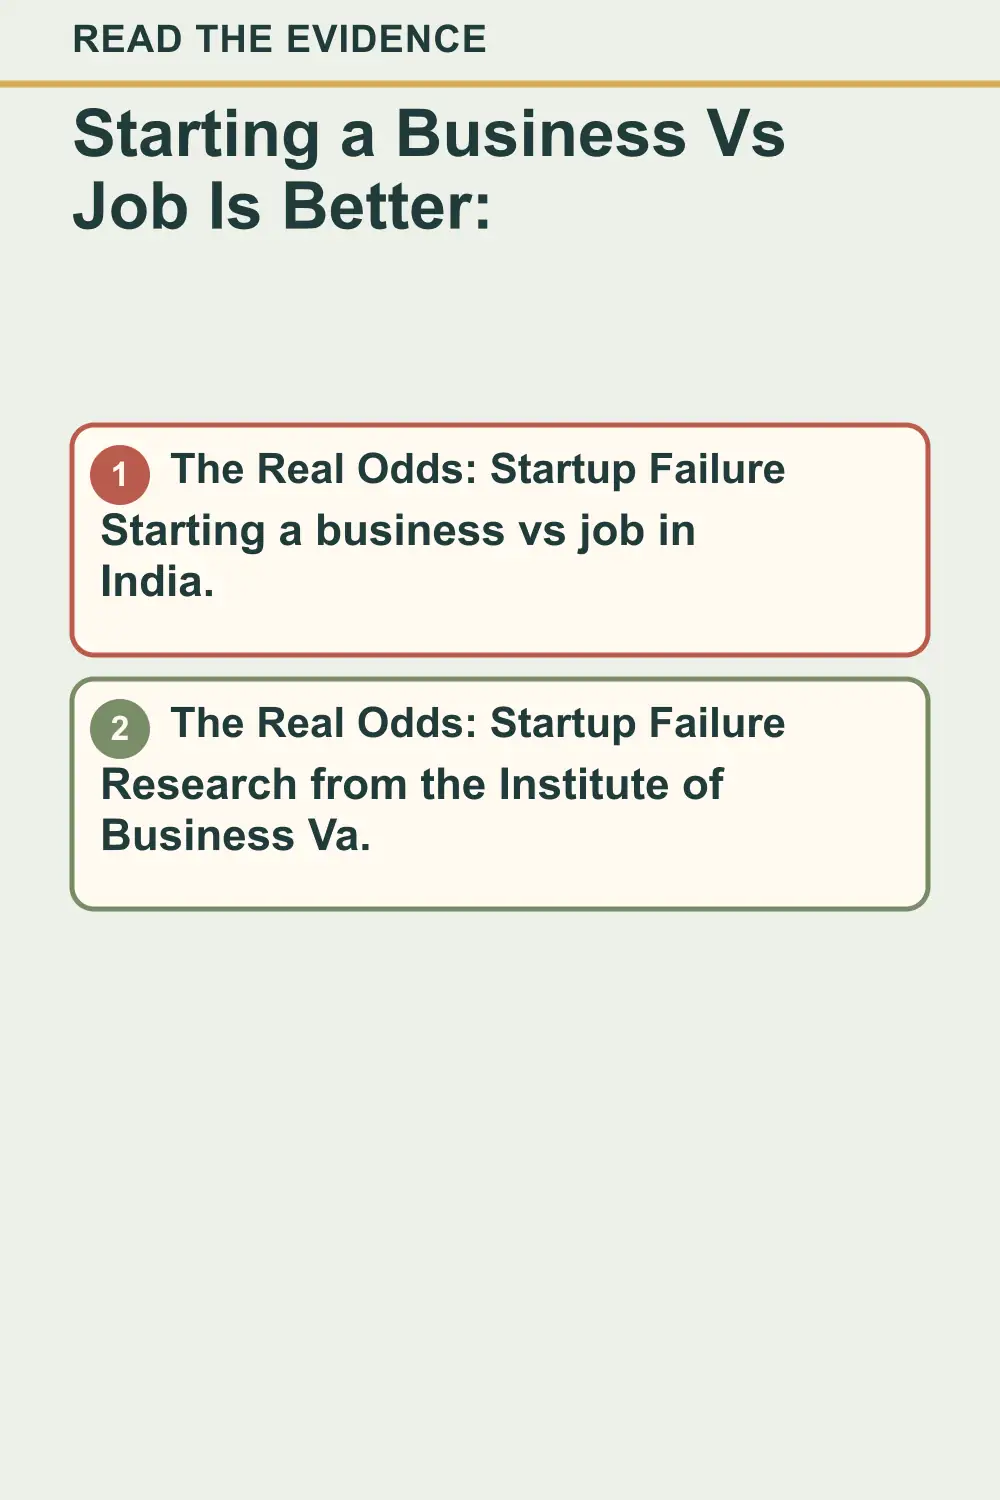 READ THE EVIDENCE
Starting a Business Vs
Job Is Better:
1 The Real Odds: Startup Failure
Starting a business vs job in
India.
2 The Real Odds: Startup Failure
Research from the Institute of
Business Va.